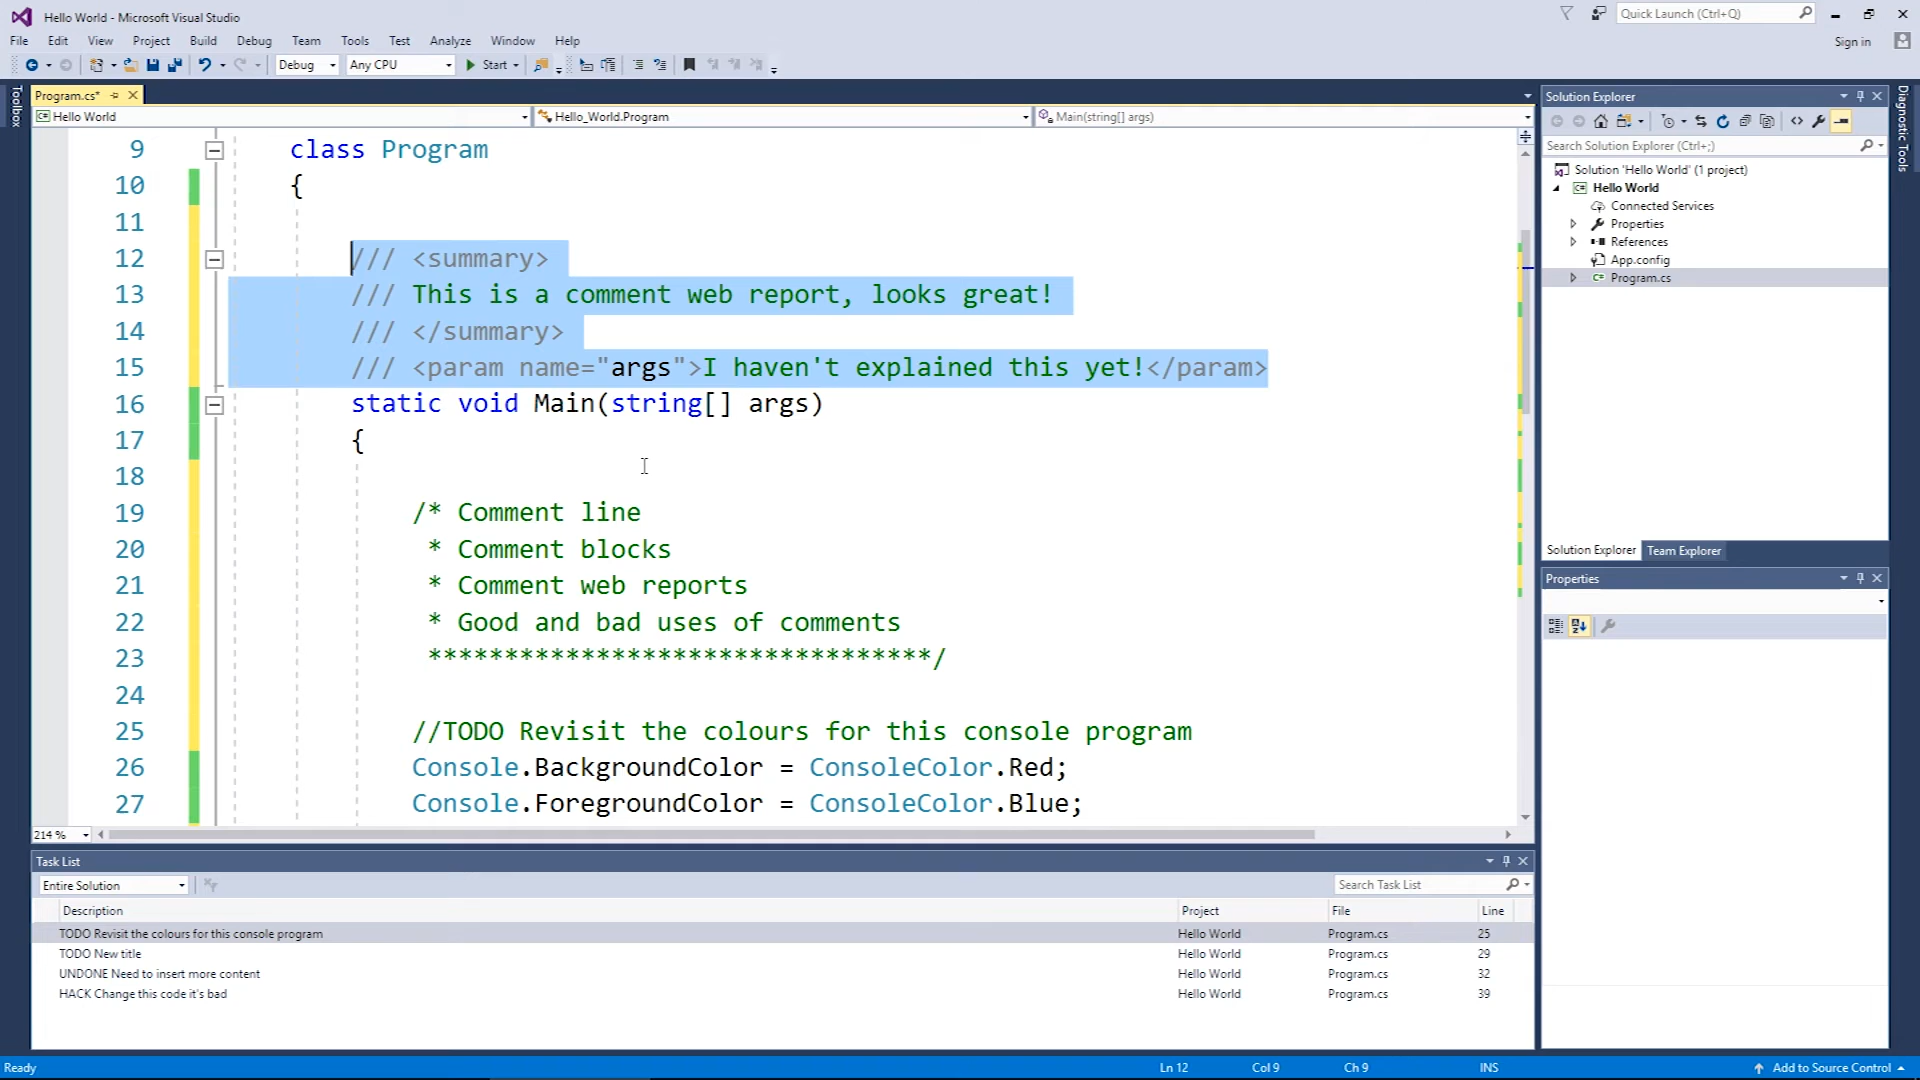 Hello World - Microsoft Visual Studio
Quick Launch (Ctrl+Q)
File Edit View Project Build Debug Team Tools Test Analyze Window Help
Sign in
Debug Any CPU Start
Toolbox
Program.cs*
Hello World
Hello_World.Program
Main(string[] args)
9 class Program
10 {
11
12 /// <summary>
13 /// This is a comment web report, looks great!
14 /// </summary>
15 /// <param name="args">I haven't explained this yet!</param>
16 static void Main(string[] args)
17 {
18
19 /* Comment line
20 * Comment blocks
21 * Comment web reports
22 * Good and bad uses of comments
23 *********************************/
24
25 //TODO Revisit the colours for this console program
26 Console.BackgroundColor = ConsoleColor.Red;
27 Console.ForegroundColor = ConsoleColor.Blue;
214 %
Solution Explorer
Search Solution Explorer (Ctrl+;)
Solution 'Hello World' (1 project)
Hello World
Connected Services
Properties
References
App.config
Program.cs
Solution Explorer Team Explorer
Properties
Diagnostic Tools
Task List
Entire Solution
Search Task List
Description Project File Line
TODO Revisit the colours for this console program Hello World Program.cs 25
TODO New title Hello World Program.cs 29
UNDONE Need to insert more content Hello World Program.cs 32
HACK Change this code it's bad Hello World Program.cs 39
Ready Ln 12 Col 9 Ch 9 INS Add to Source Control